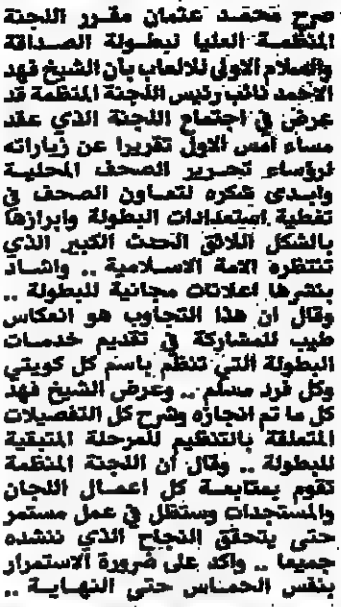 صرح محمد عثمان مقرر اللجنة
المنظمة العليا لبطولة الصداقة
والسلام الاولى للالعاب بأن الشيخ فهد
الاحمد نائب رئيس اللجنة المنظمة قد
عرض في اجتماع اللجنة الذي عقد
مساء أمس الاول تقريرا عن زياراته
لرؤساء تحرير الصحف المحلية
وابدى شكره لتعاون الصحف في
تغطية استعدادات البطولة وابرازها
بالشكل اللائق الحدث الكبير الذي
تنتظره الامة الاسلامية .. واشاد
بنشرها اعلانات مجانية للبطولة ..
وقال ان هذا التجاوب هو انعكاس
طيب للمشاركة في تقديم خدمات
البطولة التي تنظم باسم كل كويتي
وكل فرد مسلم .. وعرض الشيخ فهد
كل ما تم انجازه وشرح كل التفصيلات
المتعلقة بالتنظيم للمرحلة المتبقية
للبطولة .. وقال أن اللجنة المنظمة
تقوم بمتابعة كل اعمال اللجان
والمستجدات وستظل في عمل مستمر
حتى يتحقق النجاح الذي ننشده
جميعا .. واكد على ضرورة الاستمرار
بنفس الحماس حتى النهاية ..